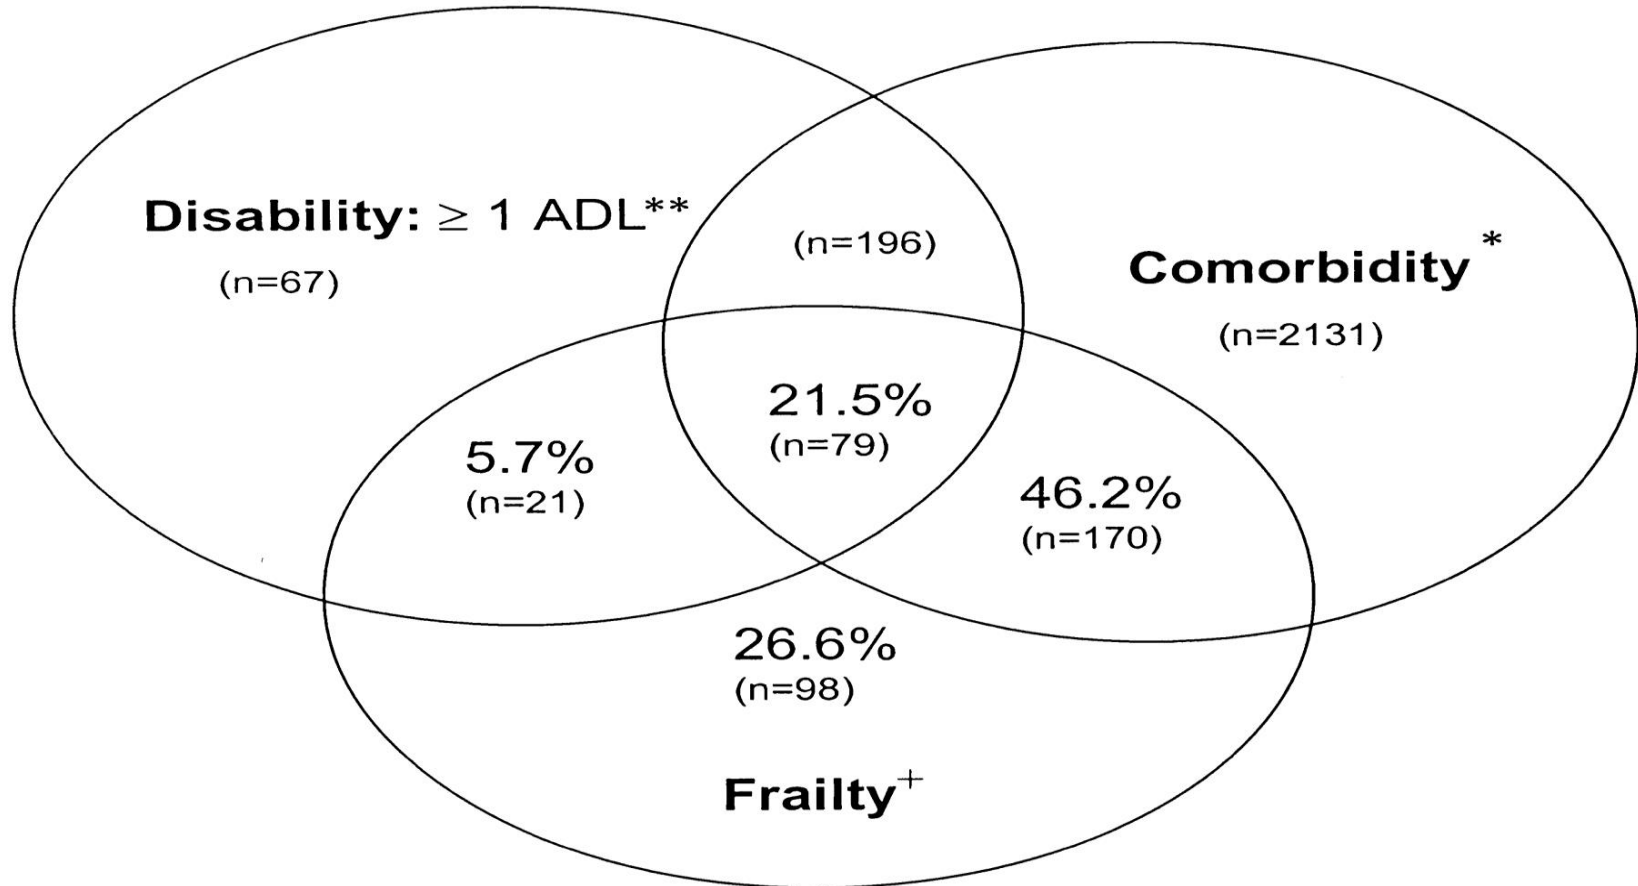 Disability: ≥ 1 ADL**
(n=67)
(n=196)
Comorbidity *
(n=2131)
21.5%
(n=79)
5.7%
(n=21)
46.2%
(n=170)
26.6%
(n=98)
Frailty+